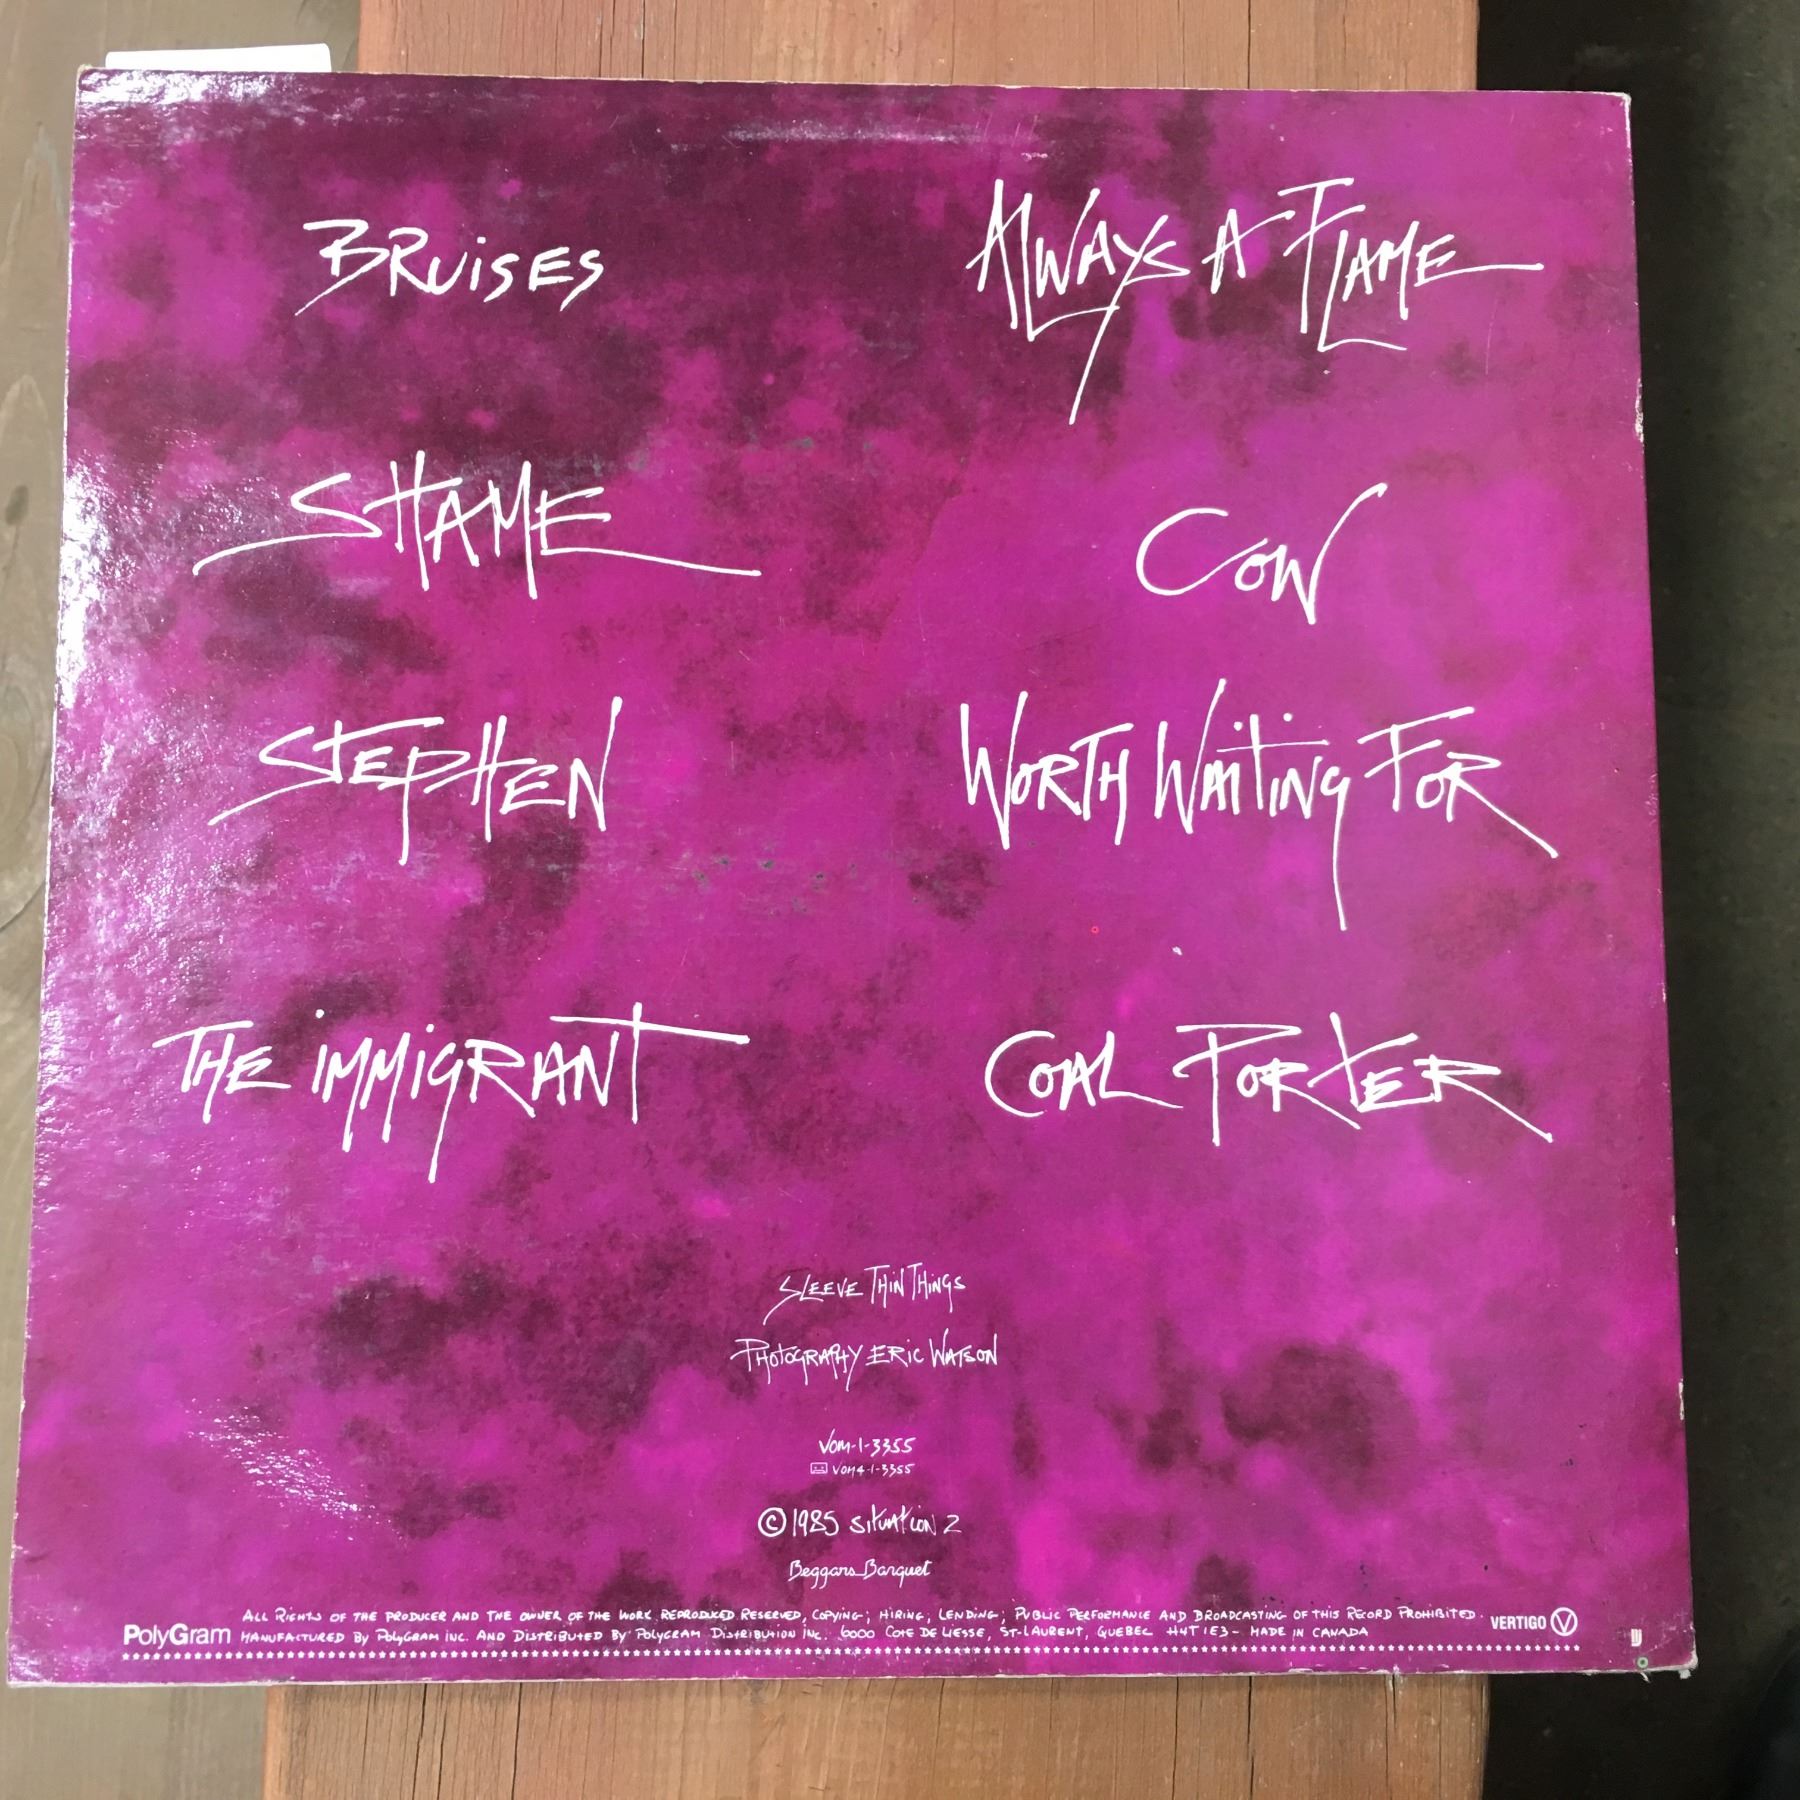 BRUiSES
SHAME
STEPHEN
THE iMMiGRANT
ALWAYS A FLAME
COW
WORTH WAiTiNG FOR
COAL PORTER
SLEEVE THiN THiNGS
PHOTOGRAPHY ERiC WATSON
VOM-1-3355
VOM4-1-3355
© 1985 SiTUATiON 2
Beggars Banquet
ALL RIGHTS OF THE PRODUCER AND THE OWNER OF THE WORK REPRODUCED RESERVED, COPYING; HIRING; LENDING; PUBLIC PERFORMANCE AND BROADCASTING OF THIS RECORD PROHIBITED.
PolyGram MANUFACTURED BY POLYGRAM INC. AND DISTRIBUTED BY POLYGRAM DISTRIBUTION INC. 6000 COTE DE LIESSE, ST-LAURENT, QUEBEC H4T 1E3 - MADE IN CANADA
VERTIGO V